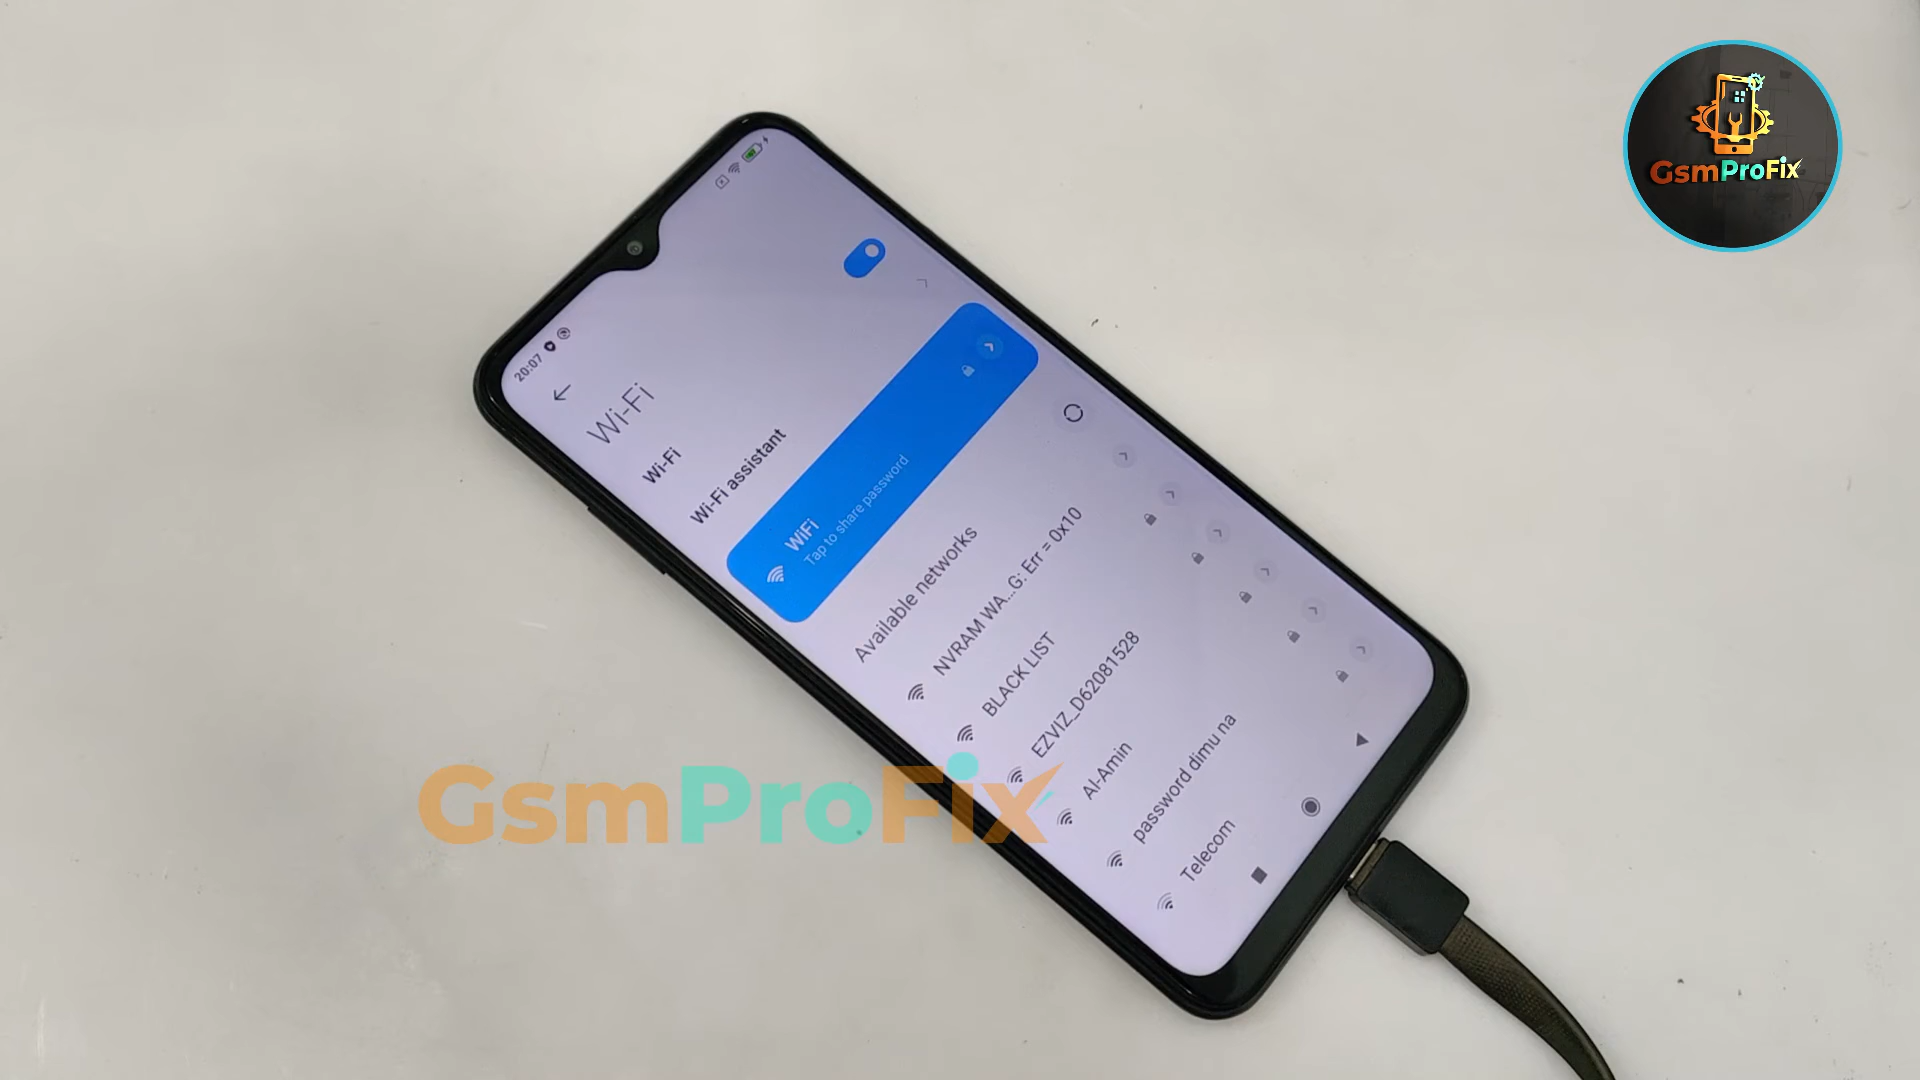 GsmProFix
20:07
Wi-Fi
Wi-Fi
Wi-Fi assistant
WiFi
Tap to share password
Available networks
NVRAM WA...G: Err = 0x10
BLACK LIST
EZVIZ_D62081528
Al-Amin
password dimu na
Telecom
GsmProFix